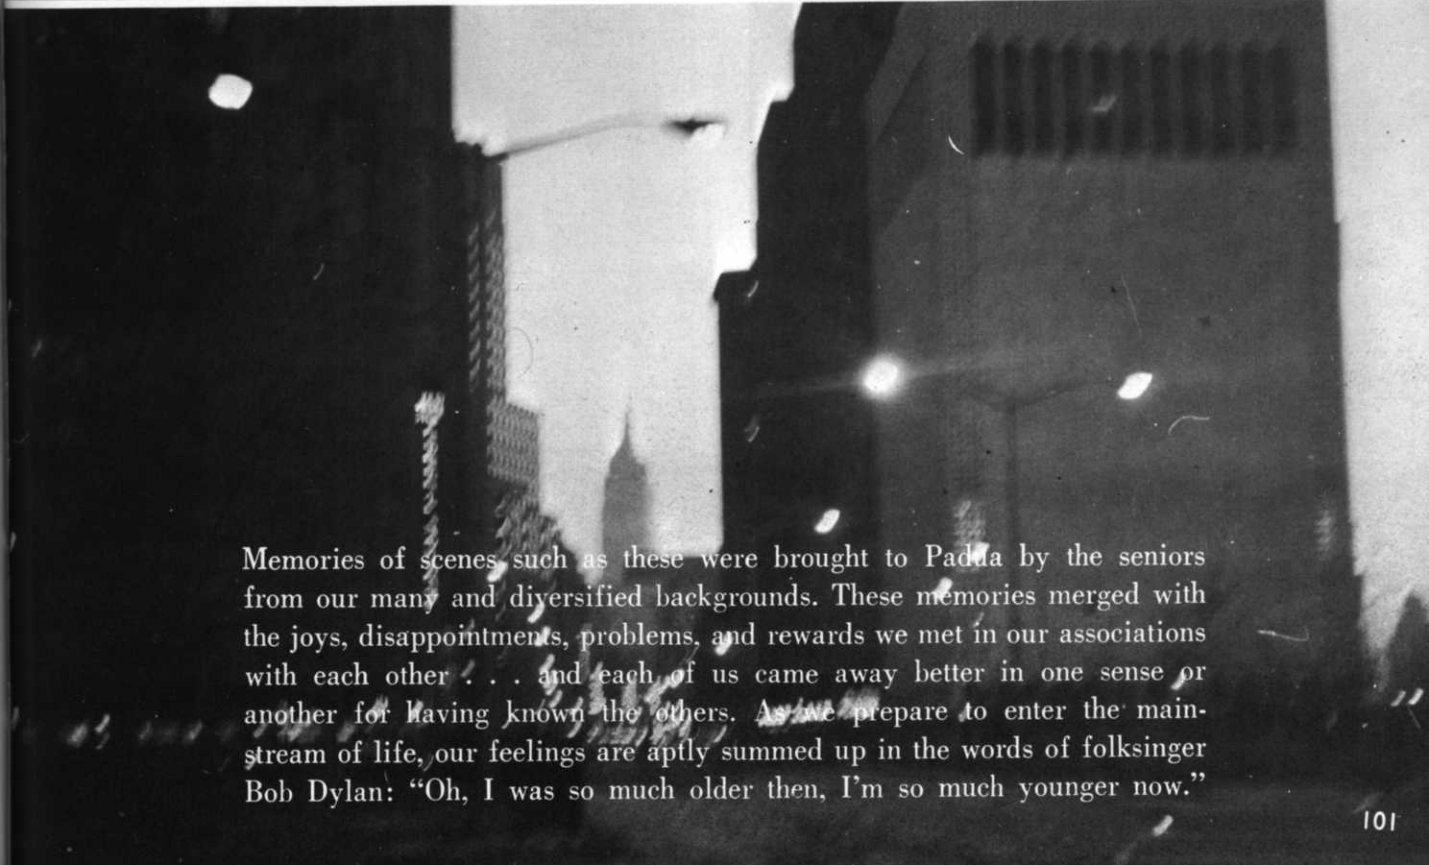 Memories of scenes such as these were brought to Padua by the seniors
from our many and diversified backgrounds. These memories merged with
the joys, disappointments, problems, and rewards we met in our associations
with each other . . . and each of us came away better in one sense or
another for having known the others. As we prepare to enter the main-
stream of life, our feelings are aptly summed up in the words of folksinger
Bob Dylan: “Oh, I was so much older then, I’m so much younger now.”
101